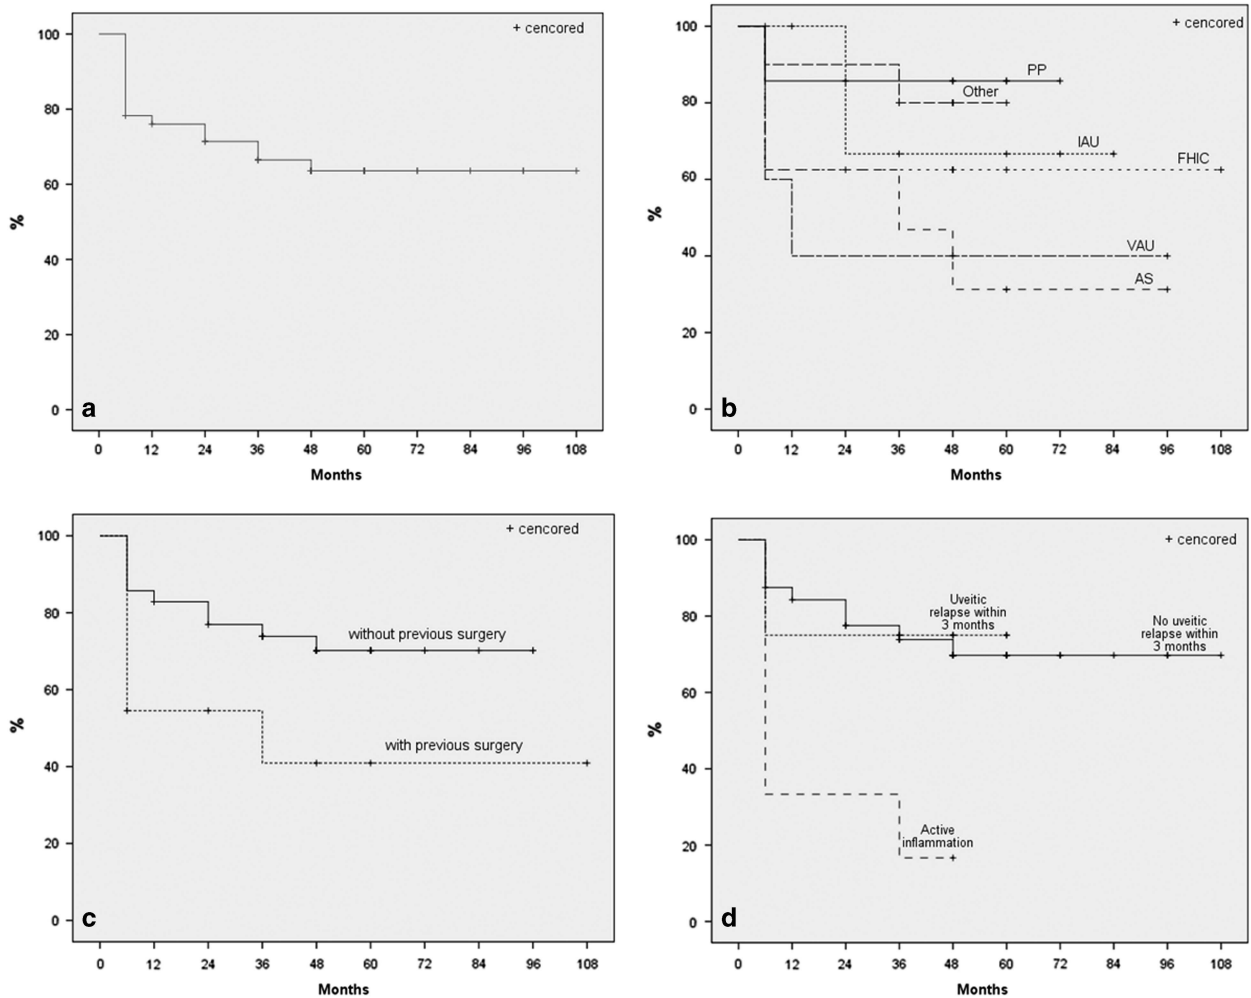 + cencored
100
80
60
40
20
0
%
a
0 12 24 36 48 60 72 84 96 108
Months
+ cencored
100
80
60
40
20
0
%
PP
Other
IAU
FHIC
VAU
AS
b
0 12 24 36 48 60 72 84 96 108
Months
+ cencored
100
80
60
40
20
0
%
without previous surgery
with previous surgery
c
0 12 24 36 48 60 72 84 96 108
Months
+ cencored
100
80
60
40
20
0
%
Uveitic
relapse within
3 months
No uveitic
relapse within
3 months
Active
inflammation
d
0 12 24 36 48 60 72 84 96 108
Months